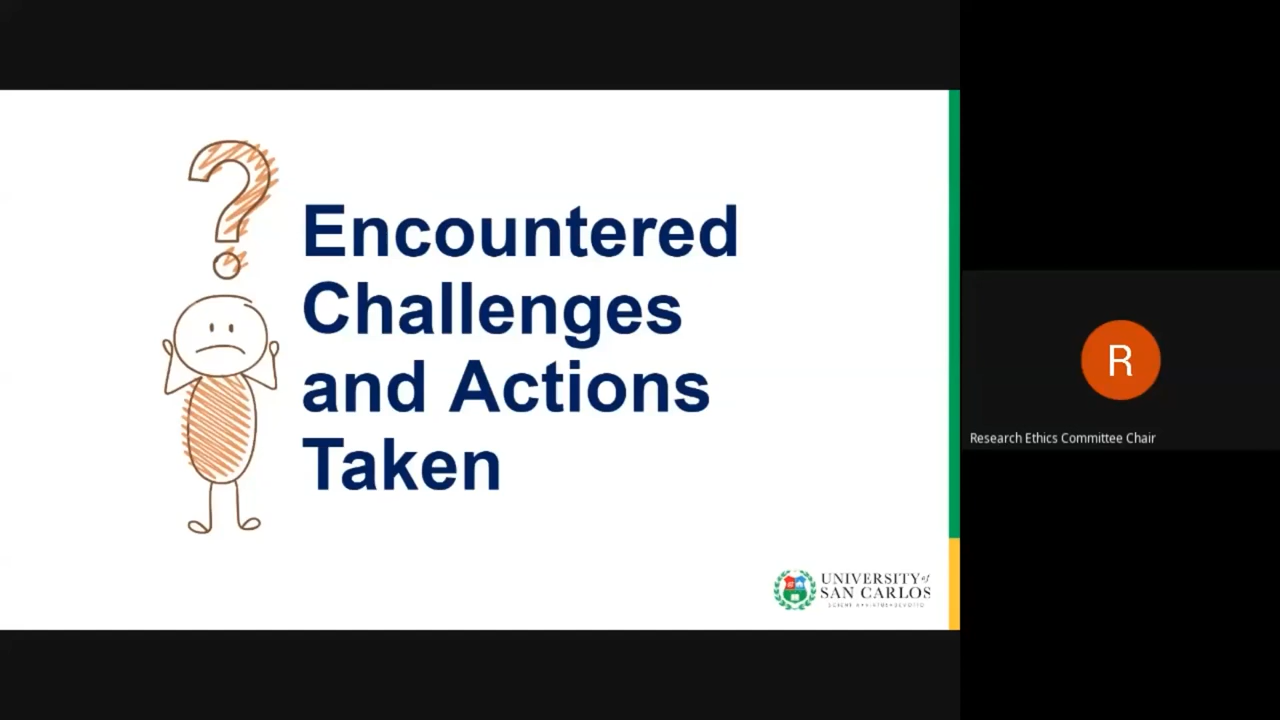 ?
Encountered
Challenges
and Actions
Taken
UNIVERSITY of
SAN CARLOS
R
Research Ethics Committee Chair